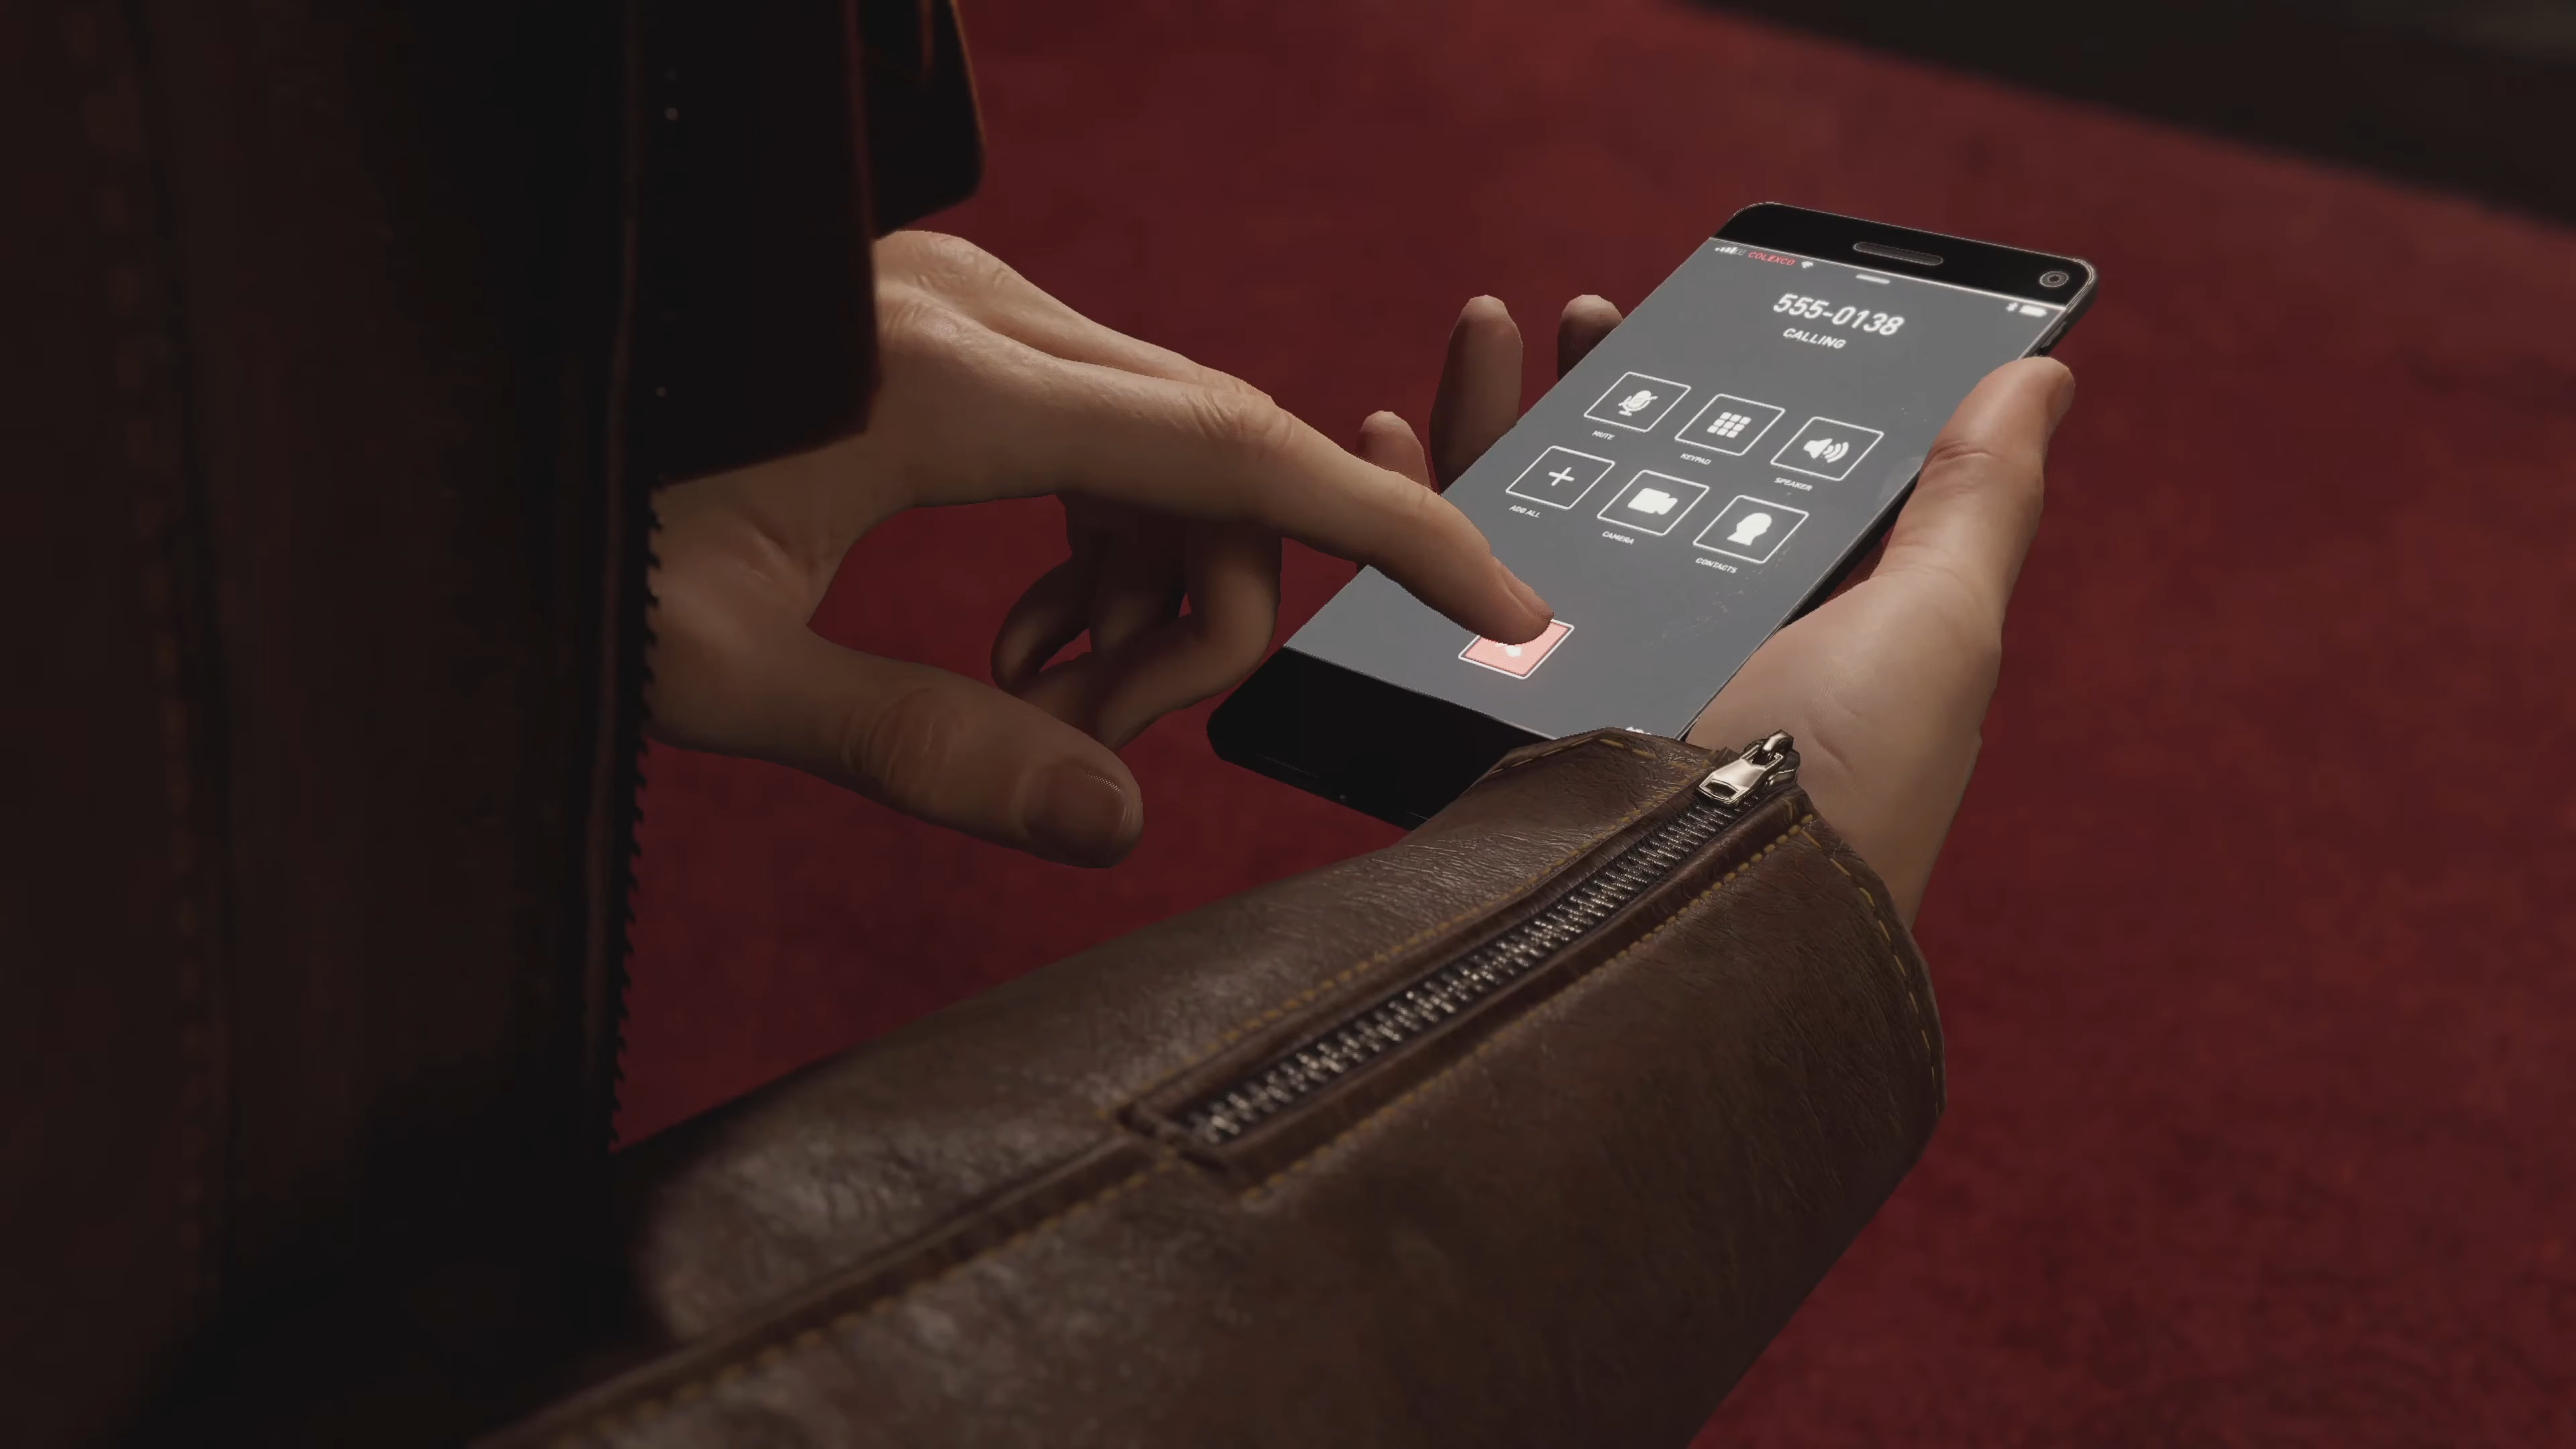 COLEXCO
555-0138
CALLING
MUTE
KEYPAD
SPEAKER
ADD ALL
CAMERA
CONTACTS